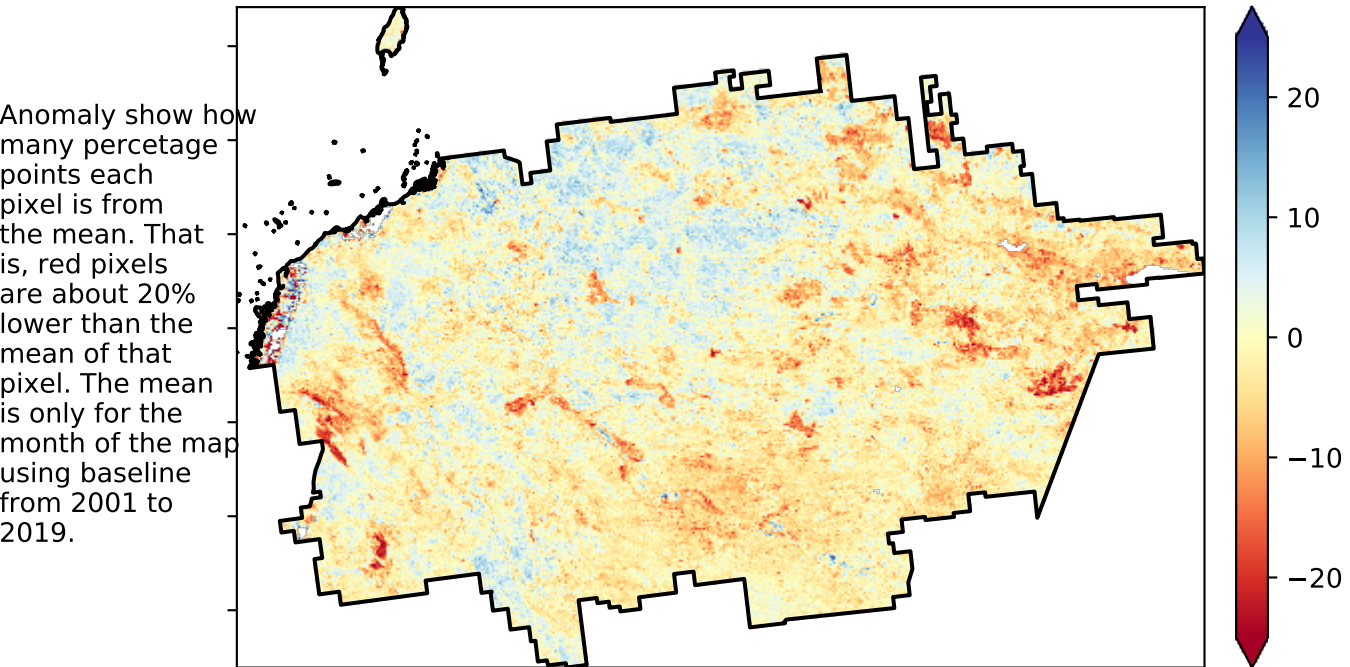 Anomaly show how
many percetage
points each
pixel is from
the mean. That
is, red pixels
are about 20%
lower than the
mean of that
pixel. The mean
is only for the
month of the map
using baseline
from 2001 to
2019.
20
10
0
−10
−20